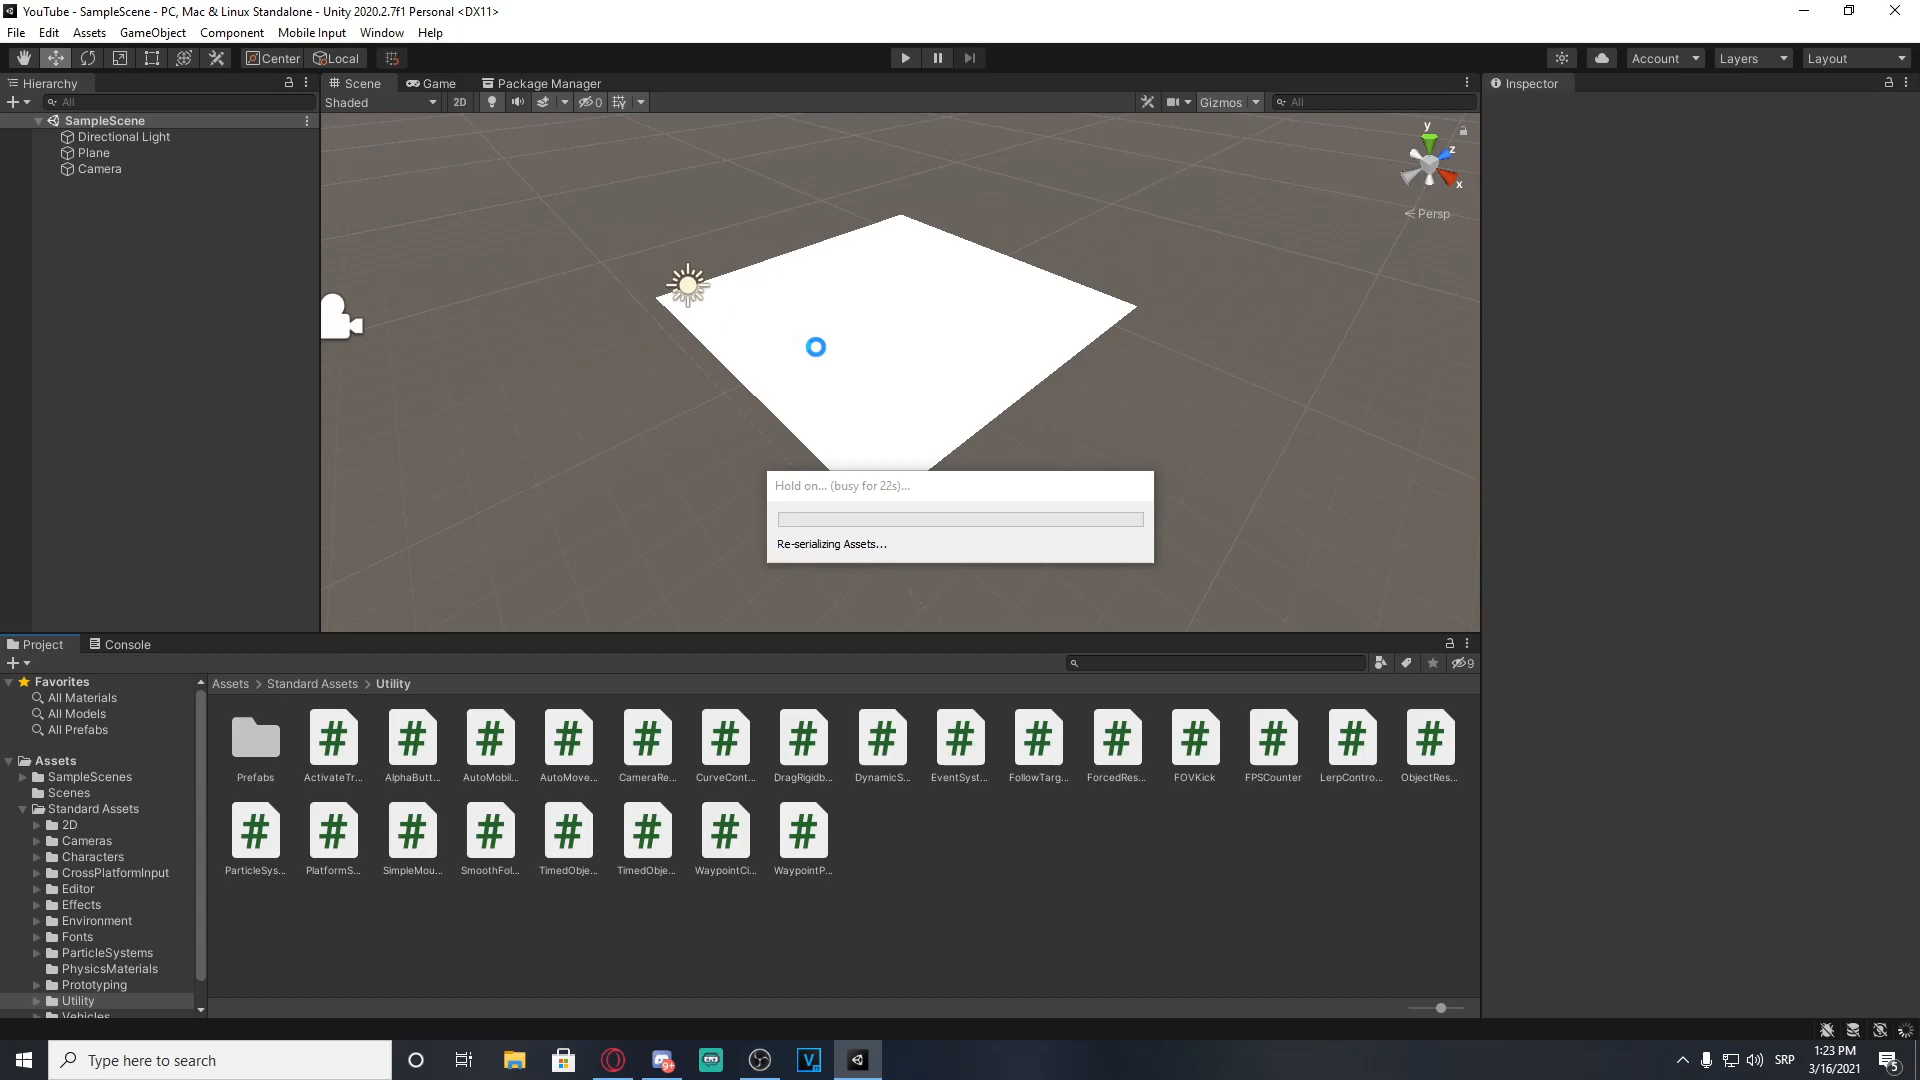 YouTube - SampleScene - PC, Mac & Linux Standalone - Unity 2020.2.7f1 Personal <DX11>
File Edit Assets GameObject Component Mobile Input Window Help
Center Local Account Layers Layout
Hierarchy Scene Game Package Manager Inspector
All Shaded 2D 0 Gizmos All
SampleScene
Directional Light
Plane
Camera
y
z
x
Persp
Hold on... (busy for 22s)...
Re-serializing Assets...
Project Console
9
Favorites
All Materials
All Models
All Prefabs
Assets
SampleScenes
Scenes
Standard Assets
2D
Cameras
Characters
CrossPlatformInput
Editor
Effects
Environment
Fonts
ParticleSystems
PhysicsMaterials
Prototyping
Utility
Vehicles
Assets > Standard Assets > Utility
Prefabs ActivateTr... AlphaButt... AutoMobil... AutoMove... CameraRe... CurveCont... DragRigidb... DynamicS... EventSyst... FollowTarg... ForcedRes... FOVKick FPSCounter LerpContro... ObjectRes...
ParticleSys... PlatformS... SimpleMou... SmoothFol... TimedObje... TimedObje... WaypointCi... WaypointP...
Type here to search
9+
SRP
1:23 PM
3/16/2021
5